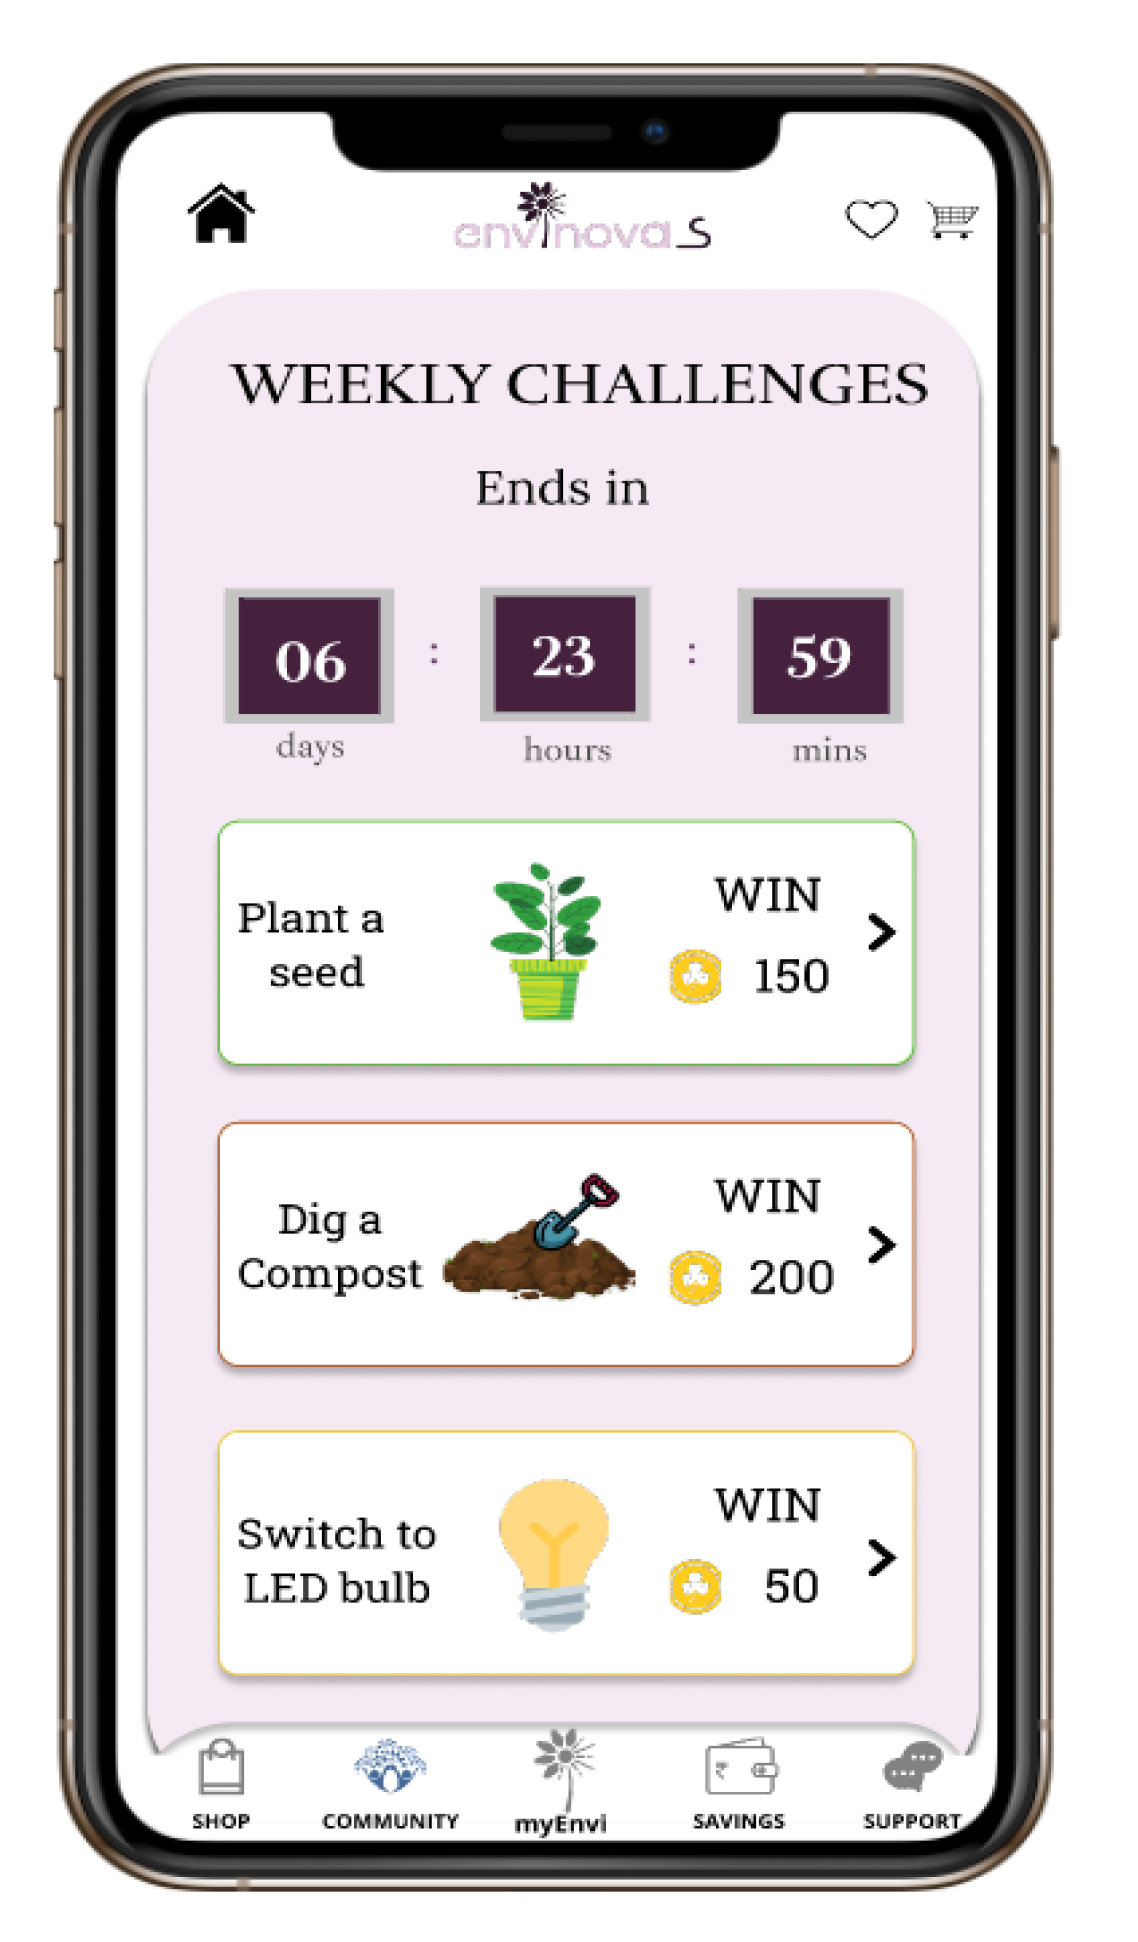 envinovas
WEEKLY CHALLENGES
Ends in
06 : 23 : 59
days hours mins
Plant a
seed
WIN
150
Dig a
Compost
WIN
200
Switch to
LED bulb
WIN
50
₹
SHOP COMMUNITY myEnvi SAVINGS SUPPORT